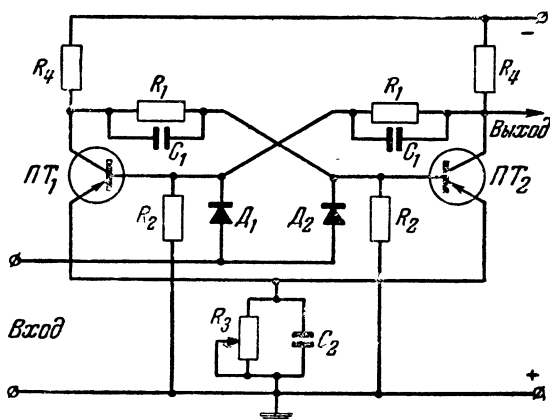 −
R₄
R₁
R₁
R₄
C₁
C₁
Выход
ПТ₁
ПТ₂
R₂
Д₁
Д₂
R₂
Вход
R₃
C₂
+